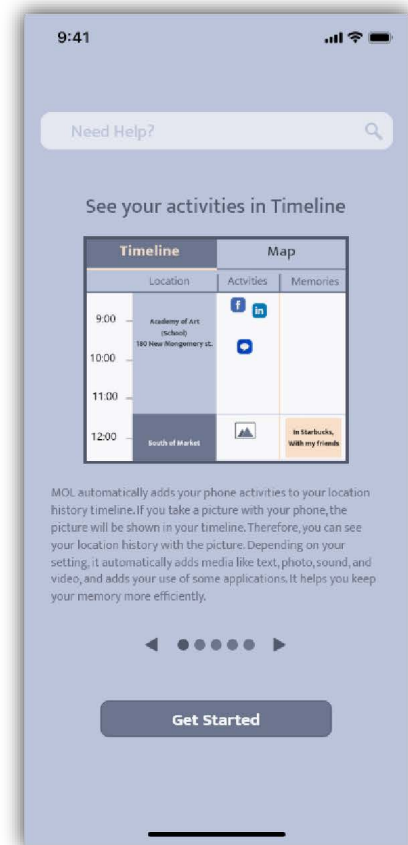 9:41
Need Help?
See your activities in Timeline
Timeline Map
Location Actvities Memories
9:00
Academy of Art
(School)
180 New Mongomery st.
10:00
11:00
12:00
South of Market
In Starbucks,
With my friends
MOL automatically adds your phone activities to your location
history timeline. If you take a picture with your phone, the
picture will be shown in your timeline. Therefore, you can see
your location history with the picture. Depending on your
setting, it automatically adds media like text, photo, sound, and
video, and adds your use of some applications. It helps you keep
your memory more efficiently.
Get Started